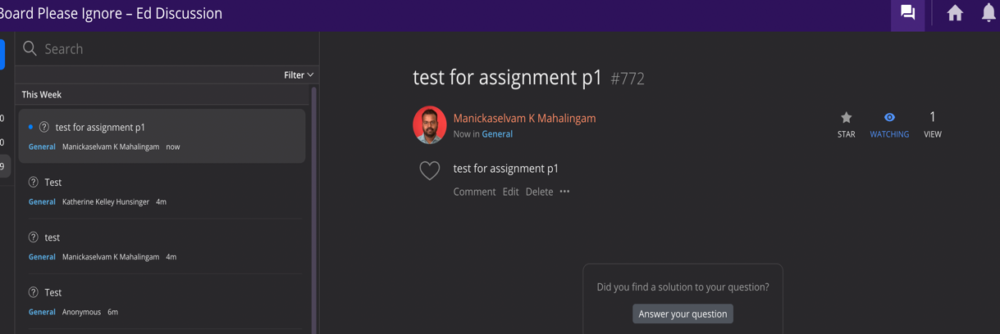 Board Please Ignore – Ed Discussion
Search
Filter
This Week
test for assignment p1
General Manickaselvam K Mahalingam now
Test
General Katherine Kelley Hunsinger 4m
test
General Manickaselvam K Mahalingam 4m
Test
General Anonymous 6m
0
0
9
test for assignment p1 #772
Manickaselvam K Mahalingam
Now in General
STAR
WATCHING
1
VIEW
test for assignment p1
Comment Edit Delete ···
Did you find a solution to your question?
Answer your question